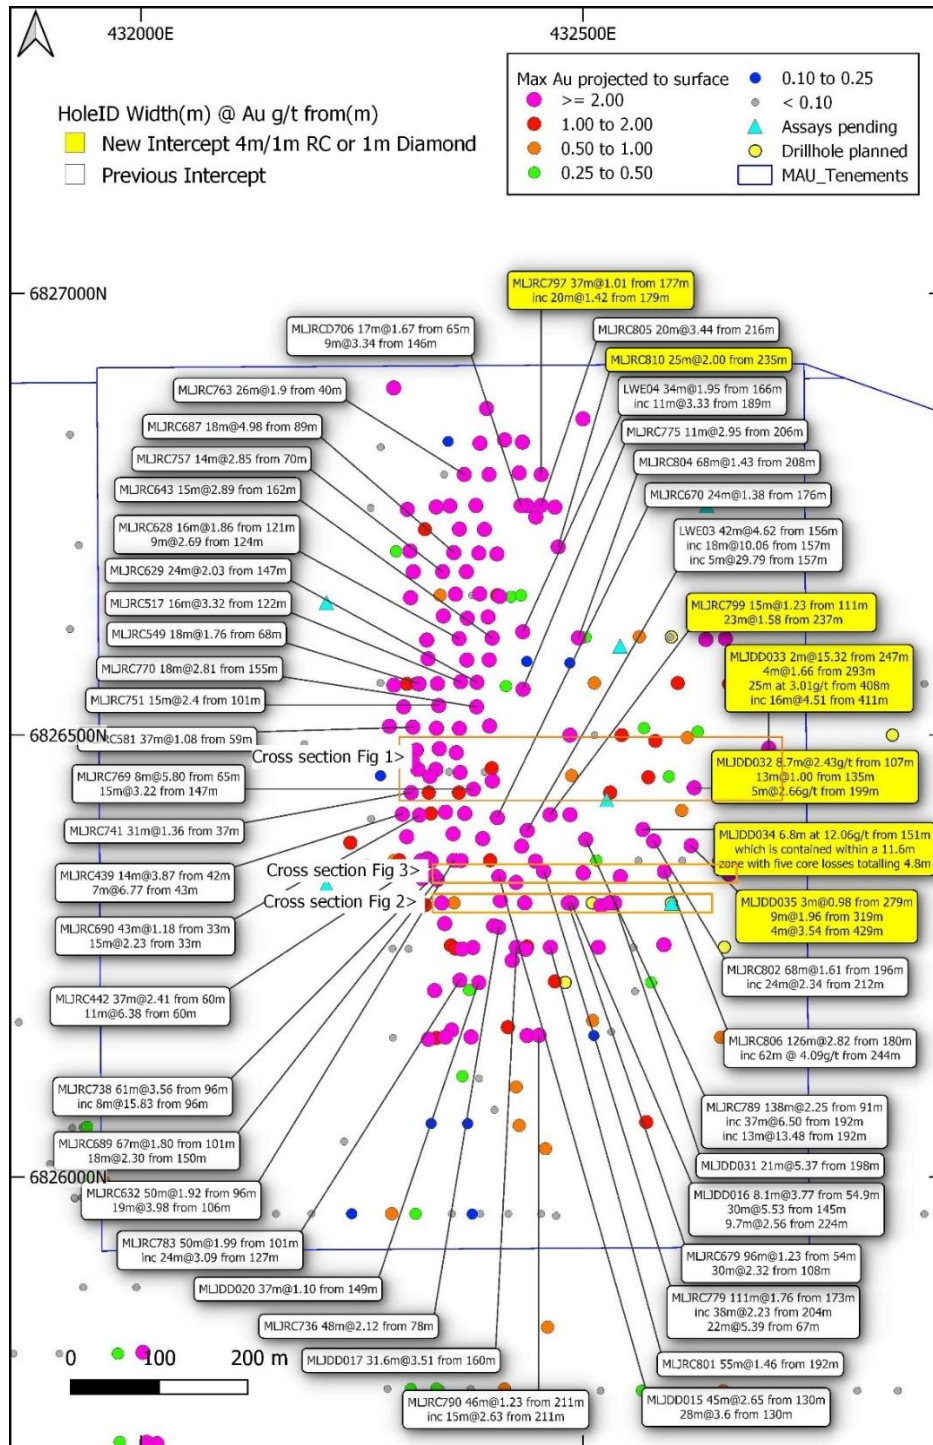 432000E
432500E
HoleID Width(m) @ Au g/t from(m)
New Intercept 4m/1m RC or 1m Diamond
Previous Intercept
Max Au projected to surface
>= 2.00
1.00 to 2.00
0.50 to 1.00
0.25 to 0.50
0.10 to 0.25
< 0.10
Assays pending
Drillhole planned
MAU_Tenements
6827000N
6826500N
6826000N
MLJRC797 37m@1.01 from 177m
inc 20m@1.42 from 179m
MLJRCD706 17m@1.67 from 65m
9m@3.34 from 146m
MLJRC763 26m@1.9 from 40m
MLJRC687 18m@4.98 from 89m
MLJRC757 14m@2.85 from 70m
MLJRC643 15m@2.89 from 162m
MLJRC628 16m@1.86 from 121m
9m@2.69 from 124m
MLJRC629 24m@2.03 from 147m
MLJRC517 16m@3.32 from 122m
MLJRC549 18m@1.76 from 68m
MLJRC770 18m@2.81 from 155m
MLJRC751 15m@2.4 from 101m
RC581 37m@1.08 from 59m
Cross section Fig 1>
MLJRC769 8m@5.80 from 65m
15m@3.22 from 147m
MLJRC741 31m@1.36 from 37m
MLJRC439 14m@3.87 from 42m
7m@6.77 from 43m
Cross section Fig 3>
Cross section Fig 2>
MLJRC690 43m@1.18 from 33m
15m@2.23 from 33m
MLJRC442 37m@2.41 from 60m
11m@6.38 from 60m
MLJRC738 61m@3.56 from 96m
inc 8m@15.83 from 96m
MLJRC689 67m@1.80 from 101m
18m@2.30 from 150m
MLJRC632 50m@1.92 from 96m
19m@3.98 from 106m
MLJRC783 50m@1.99 from 101m
inc 24m@3.09 from 127m
MLJDD020 37m@1.10 from 149m
MLJRC736 48m@2.12 from 78m
MLJDD017 31.6m@3.51 from 160m
MLJRC790 46m@1.23 from 211m
inc 15m@2.63 from 211m
MLJRC805 20m@3.44 from 216m
MLJRC810 25m@2.00 from 235m
LWE04 34m@1.95 from 166m
inc 11m@3.33 from 189m
MLJRC775 11m@2.95 from 206m
MLJRC804 68m@1.43 from 208m
MLJRC670 24m@1.38 from 176m
LWE03 42m@4.62 from 156m
inc 18m@10.06 from 157m
inc 5m@29.79 from 157m
MLJRC799 15m@1.23 from 111m
23m@1.58 from 237m
MLJDD033 2m@15.32 from 247m
4m@1.66 from 293m
25m at 3.01g/t from 408m
inc 16m@4.51 from 411m
MLJDD032 8.7m@2.43g/t from 107m
13m@1.00 from 135m
5m@2.66g/t from 199m
MLJDD034 6.8m at 12.06g/t from 151m
which is contained within a 11.6m
zone with five core losses totalling 4.8m
MLJDD035 3m@0.98 from 279m
9m@1.96 from 319m
4m@3.54 from 429m
MLJRC802 68m@1.61 from 196m
inc 24m@2.34 from 212m
MLJRC806 126m@2.82 from 180m
inc 62m @ 4.09g/t from 244m
MLJRC789 138m@2.25 from 91m
inc 37m@6.50 from 192m
inc 13m@13.48 from 192m
MLJDD031 21m@5.37 from 198m
MLJDD016 8.1m@3.77 from 54.9m
30m@5.53 from 145m
9.7m@2.56 from 224m
MLJRC679 96m@1.23 from 54m
30m@2.32 from 108m
MLJRC779 111m@1.76 from 173m
inc 38m@2.23 from 204m
22m@5.39 from 67m
MLJRC801 55m@1.46 from 192m
MLJDD015 45m@2.65 from 130m
28m@3.6 from 130m
0 100 200 m